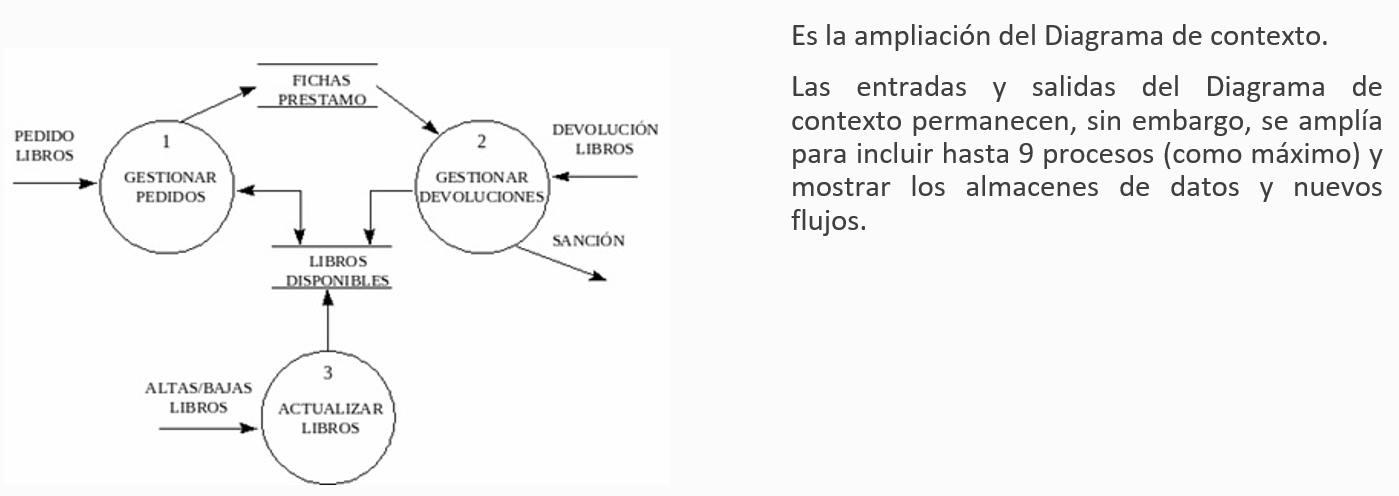 FICHAS
PRESTAMO
PEDIDO
LIBROS
1
GESTIONAR
PEDIDOS
2
GESTIONAR
DEVOLUCIONES
DEVOLUCIÓN
LIBROS
SANCIÓN
LIBROS
DISPONIBLES
ALTAS/BAJAS
LIBROS
3
ACTUALIZAR
LIBROS
Es la ampliación del Diagrama de contexto.
Las entradas y salidas del Diagrama de
contexto permanecen, sin embargo, se amplía
para incluir hasta 9 procesos (como máximo) y
mostrar los almacenes de datos y nuevos
flujos.